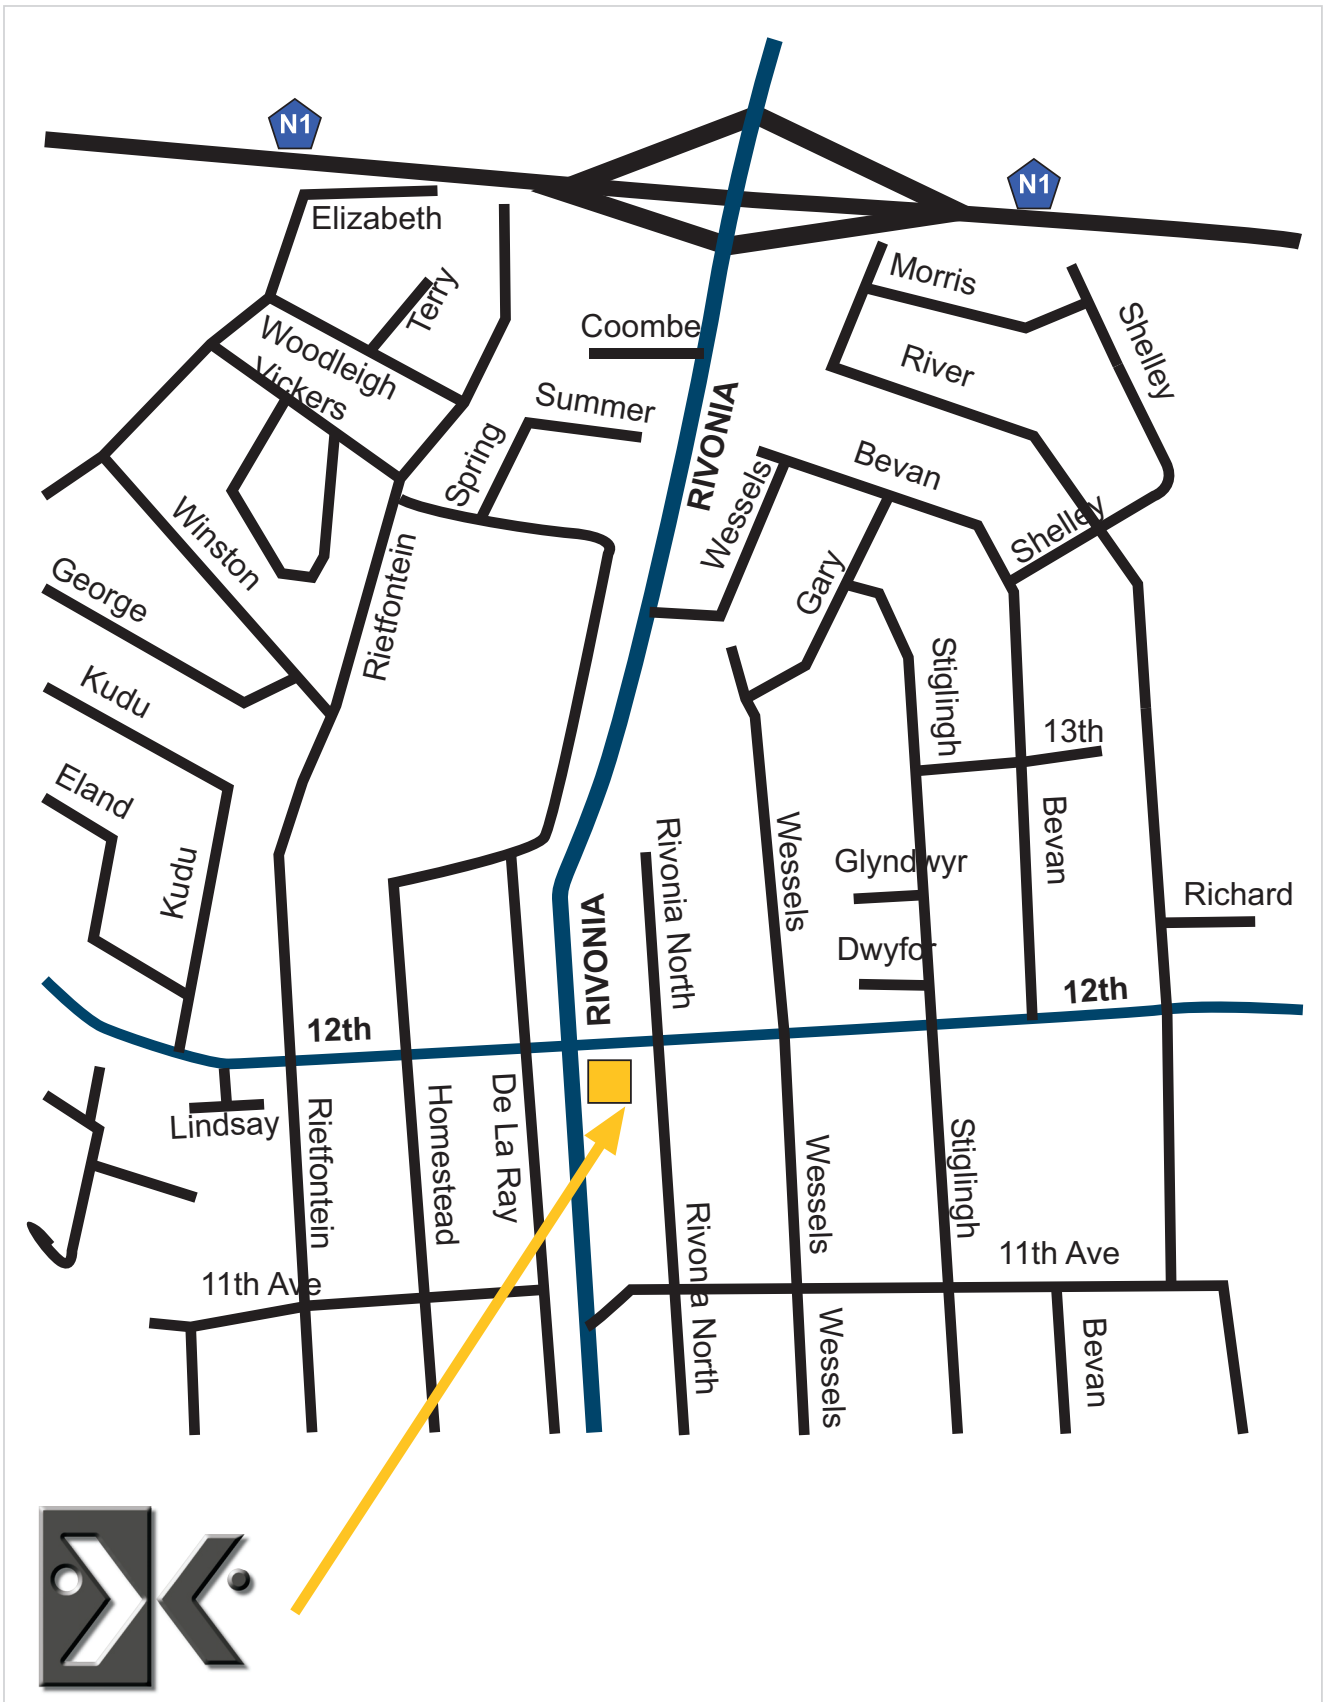 N1
N1
Elizabeth
Morris
Terry
Shelley
Coombe
Woodleigh
River
Vickers
Summer
RIVONIA
Spring
Bevan
Wessels
Winston
Shelley
George
Rietfontein
Gary
Kudu
Stiglingh
13th
Eland
Bevan
Rivonia North
Wessels
Glyndwyr
Kudu
Richard
RIVONIA
Dwyfor
12th
12th
Lindsay
Rietfontein
Homestead
De La Ray
Wessels
Stiglingh
11th Ave
11th Ave
Rivona North
Wessels
Bevan